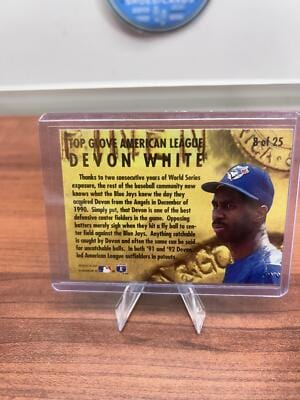 TOP GLOVE AMERICAN LEAGUE
8 of 25
DEVON WHITE
Thanks to two consecutive years of World Series
exposure, the rest of the baseball community now
knows what the Blue Jays knew the day they
acquired Devon from the Angels in December of
1990. Simply put, that Devon is one of the best
defensive center fielders in the game. Opposing
batters merely sigh when they hit a fly ball to cen-
ter field against the Blue Jays. Anything catchable
is caught by Devon and often the same can be said
for uncatchable balls. In both '91 and '92 Devon
led American League outfielders in putouts.